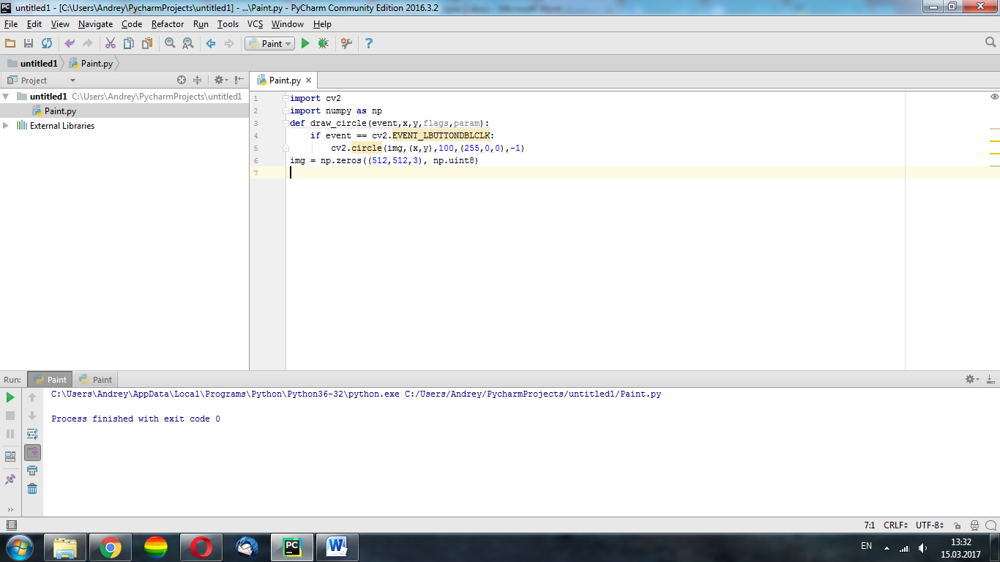 untitled1 - [C:\Users\Andrey\PycharmProjects\untitled1] - ...\Paint.py - PyCharm Community Edition 2016.3.2
File Edit View Navigate Code Refactor Run Tools VCS Window Help
Paint
untitled1 Paint.py
Project
Paint.py
untitled1 C:\Users\Andrey\PycharmProjects\untitled1
Paint.py
External Libraries
1 import cv2
2 import numpy as np
3 def draw_circle(event,x,y,flags,param):
4 if event == cv2.EVENT_LBUTTONDBLCLK:
5 cv2.circle(img,(x,y),100,(255,0,0),-1)
6 img = np.zeros((512,512,3), np.uint8)
7
Run: Paint Paint
C:\Users\Andrey\AppData\Local\Programs\Python\Python36-32\python.exe C:/Users/Andrey/PycharmProjects/untitled1/Paint.py
Process finished with exit code 0
7:1 CRLF UTF-8
EN
13:32
15.03.2017